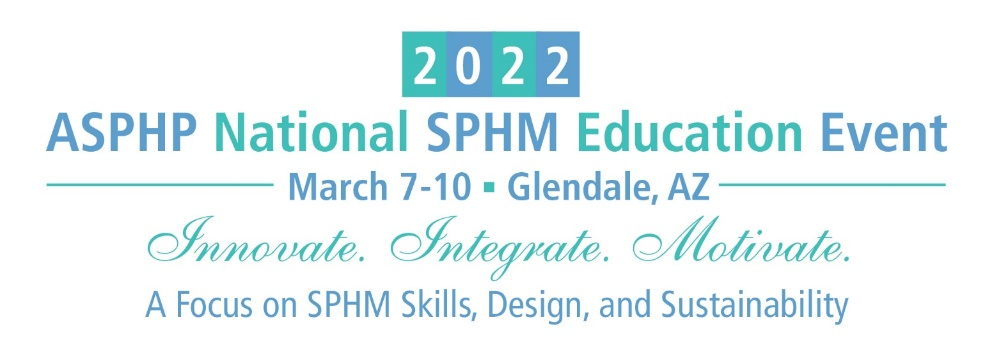 2022
ASPHP National SPHM Education Event
March 7-10 ▪ Glendale, AZ
Innovate. Integrate. Motivate.
A Focus on SPHM Skills, Design, and Sustainability